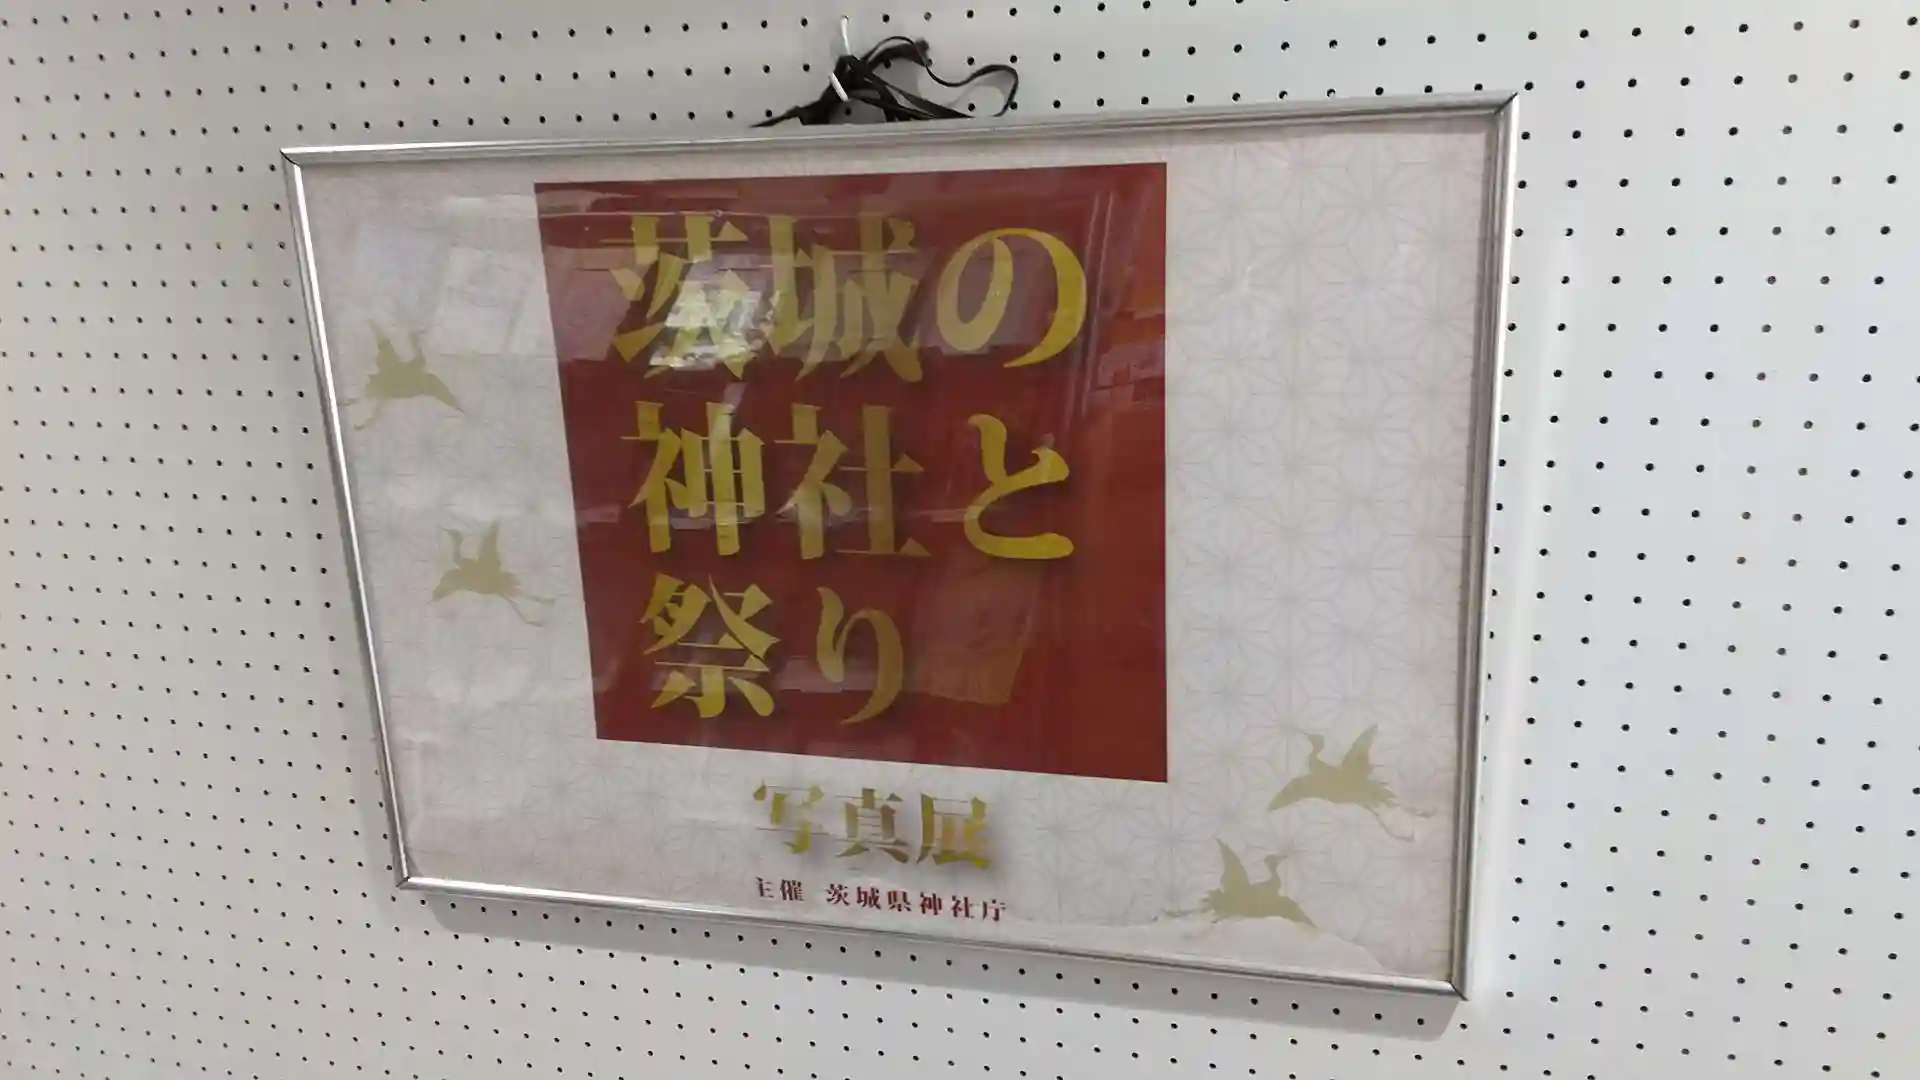 茨城の
神社と
祭り
写真展
主催 茨城県神社庁